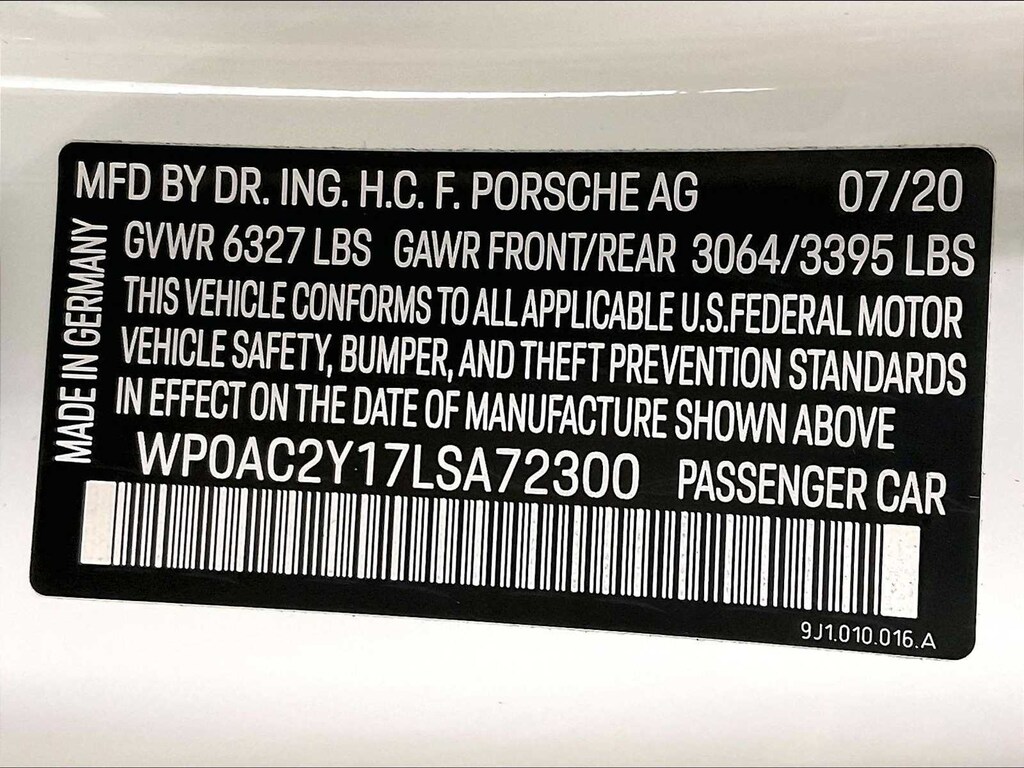 MFD BY DR. ING. H.C. F. PORSCHE AG 07/20
GVWR 6327 LBS GAWR FRONT/REAR 3064/3395 LBS
THIS VEHICLE CONFORMS TO ALL APPLICABLE U.S.FEDERAL MOTOR
VEHICLE SAFETY, BUMPER, AND THEFT PREVENTION STANDARDS
IN EFFECT ON THE DATE OF MANUFACTURE SHOWN ABOVE
WP0AC2Y17LSA72300 PASSENGER CAR
MADE IN GERMANY
9J1.010.016.A